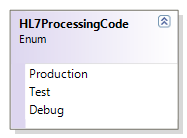 HL7ProcessingCode
Enum
Production
Test
Debug